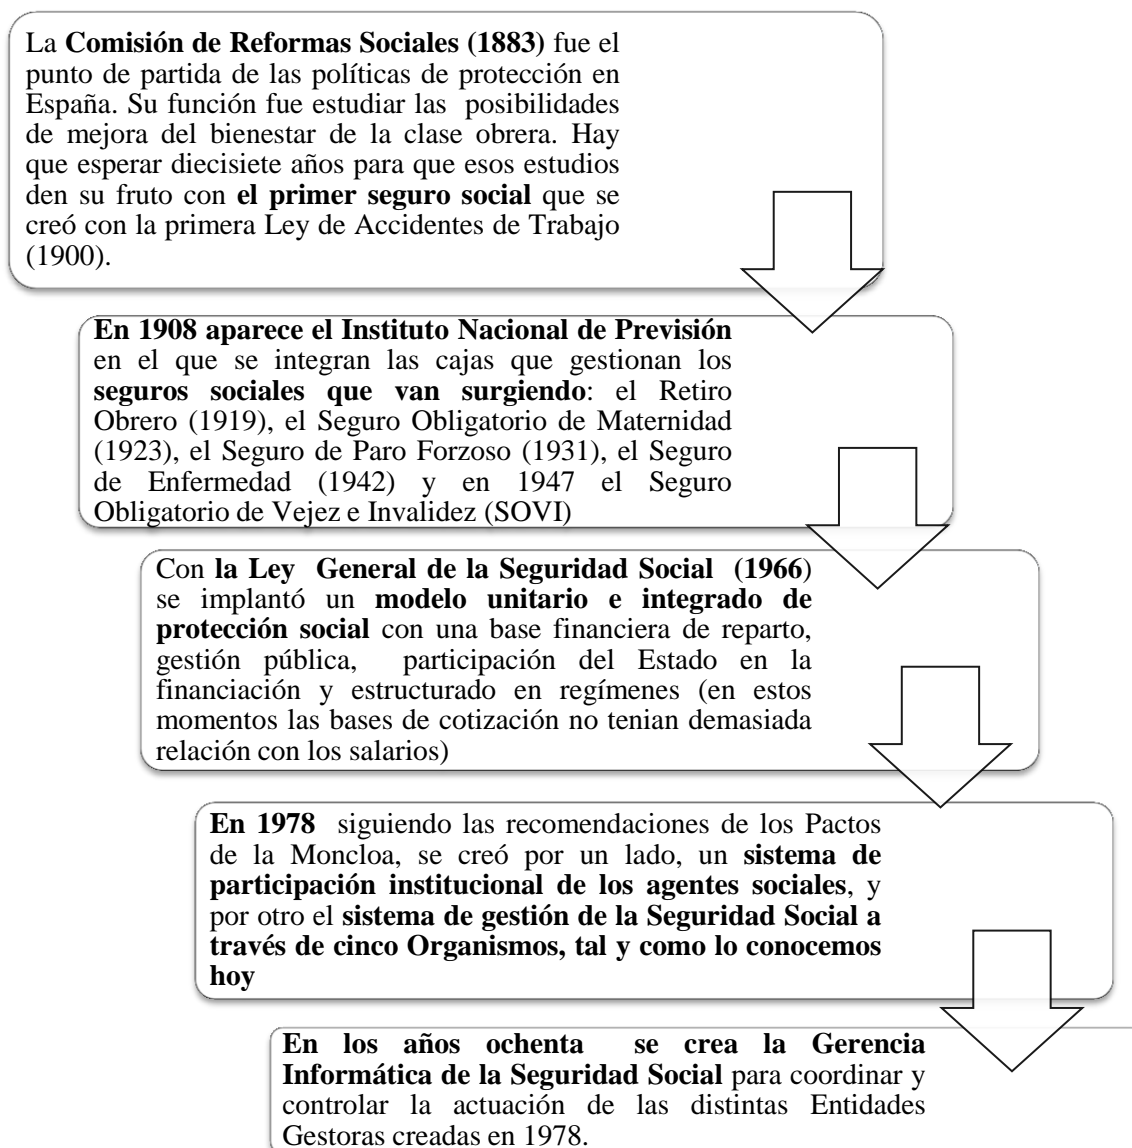 La Comisión de Reformas Sociales (1883) fue el
punto de partida de las políticas de protección en
España. Su función fue estudiar las posibilidades
de mejora del bienestar de la clase obrera. Hay
que esperar diecisiete años para que esos estudios
den su fruto con el primer seguro social que se
creó con la primera Ley de Accidentes de Trabajo
(1900).
En 1908 aparece el Instituto Nacional de Previsión
en el que se integran las cajas que gestionan los
seguros sociales que van surgiendo: el Retiro
Obrero (1919), el Seguro Obligatorio de Maternidad
(1923), el Seguro de Paro Forzoso (1931), el Seguro
de Enfermedad (1942) y en 1947 el Seguro
Obligatorio de Vejez e Invalidez (SOVI)
Con la Ley General de la Seguridad Social (1966)
se implantó un modelo unitario e integrado de
protección social con una base financiera de reparto,
gestión pública, participación del Estado en la
financiación y estructurado en regímenes (en estos
momentos las bases de cotización no tenian demasiada
relación con los salarios)
En 1978 siguiendo las recomendaciones de los Pactos
de la Moncloa, se creó por un lado, un sistema de
participación institucional de los agentes sociales, y
por otro el sistema de gestión de la Seguridad Social a
través de cinco Organismos, tal y como lo conocemos
hoy
En los años ochenta se crea la Gerencia
Informática de la Seguridad Social para coordinar y
controlar la actuación de las distintas Entidades
Gestoras creadas en 1978.